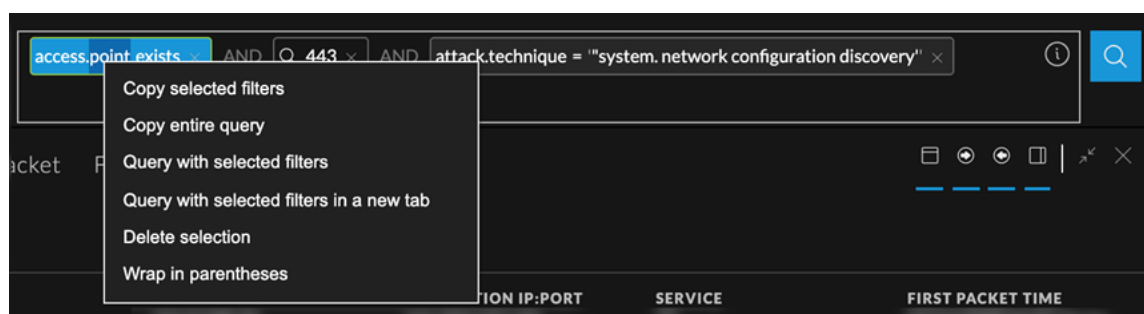 access.point exists × AND 443 × AND attack.technique = '"system. network configuration discovery"' ×
Copy selected filters
Copy entire query
Query with selected filters
Query with selected filters in a new tab
Delete selection
Wrap in parentheses
acket F
TION IP:PORT SERVICE FIRST PACKET TIME